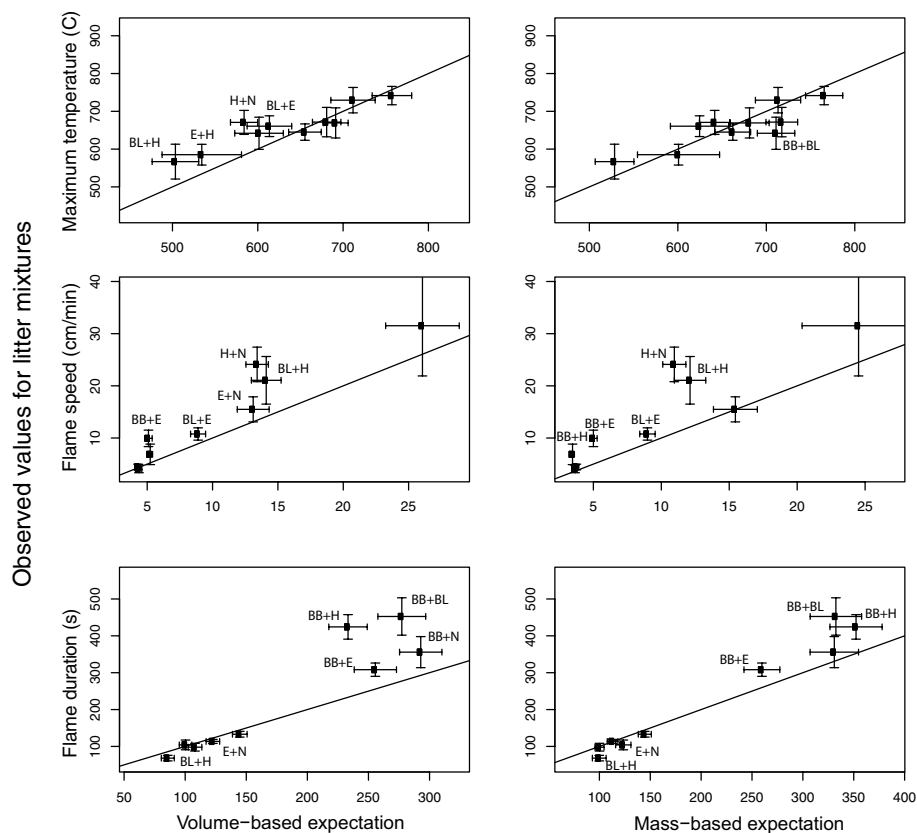 Observed values for litter mixtures
Maximum temperature (C)
900
800
700
600
500
BL+H
E+H
H+N
BL+E
500 600 700 800
900
800
700
600
500
BB+BL
500 600 700 800
Flame speed (cm/min)
40
30
20
10
H+N
BL+H
E+N
BB+E
BL+E
5 10 15 20 25
40
30
20
10
H+N
BL+H
BB+E
BL+E
BB+H
5 10 15 20 25
Flame duration (s)
500
400
300
200
100
BB+H
BB+BL
BB+N
BB+E
BL+H
E+N
50 100 150 200 250 300
Volume−based expectation
500
400
300
200
100
BB+BL
BB+H
BB+E
E+N
BL+H
100 150 200 250 300 350 400
Mass−based expectation